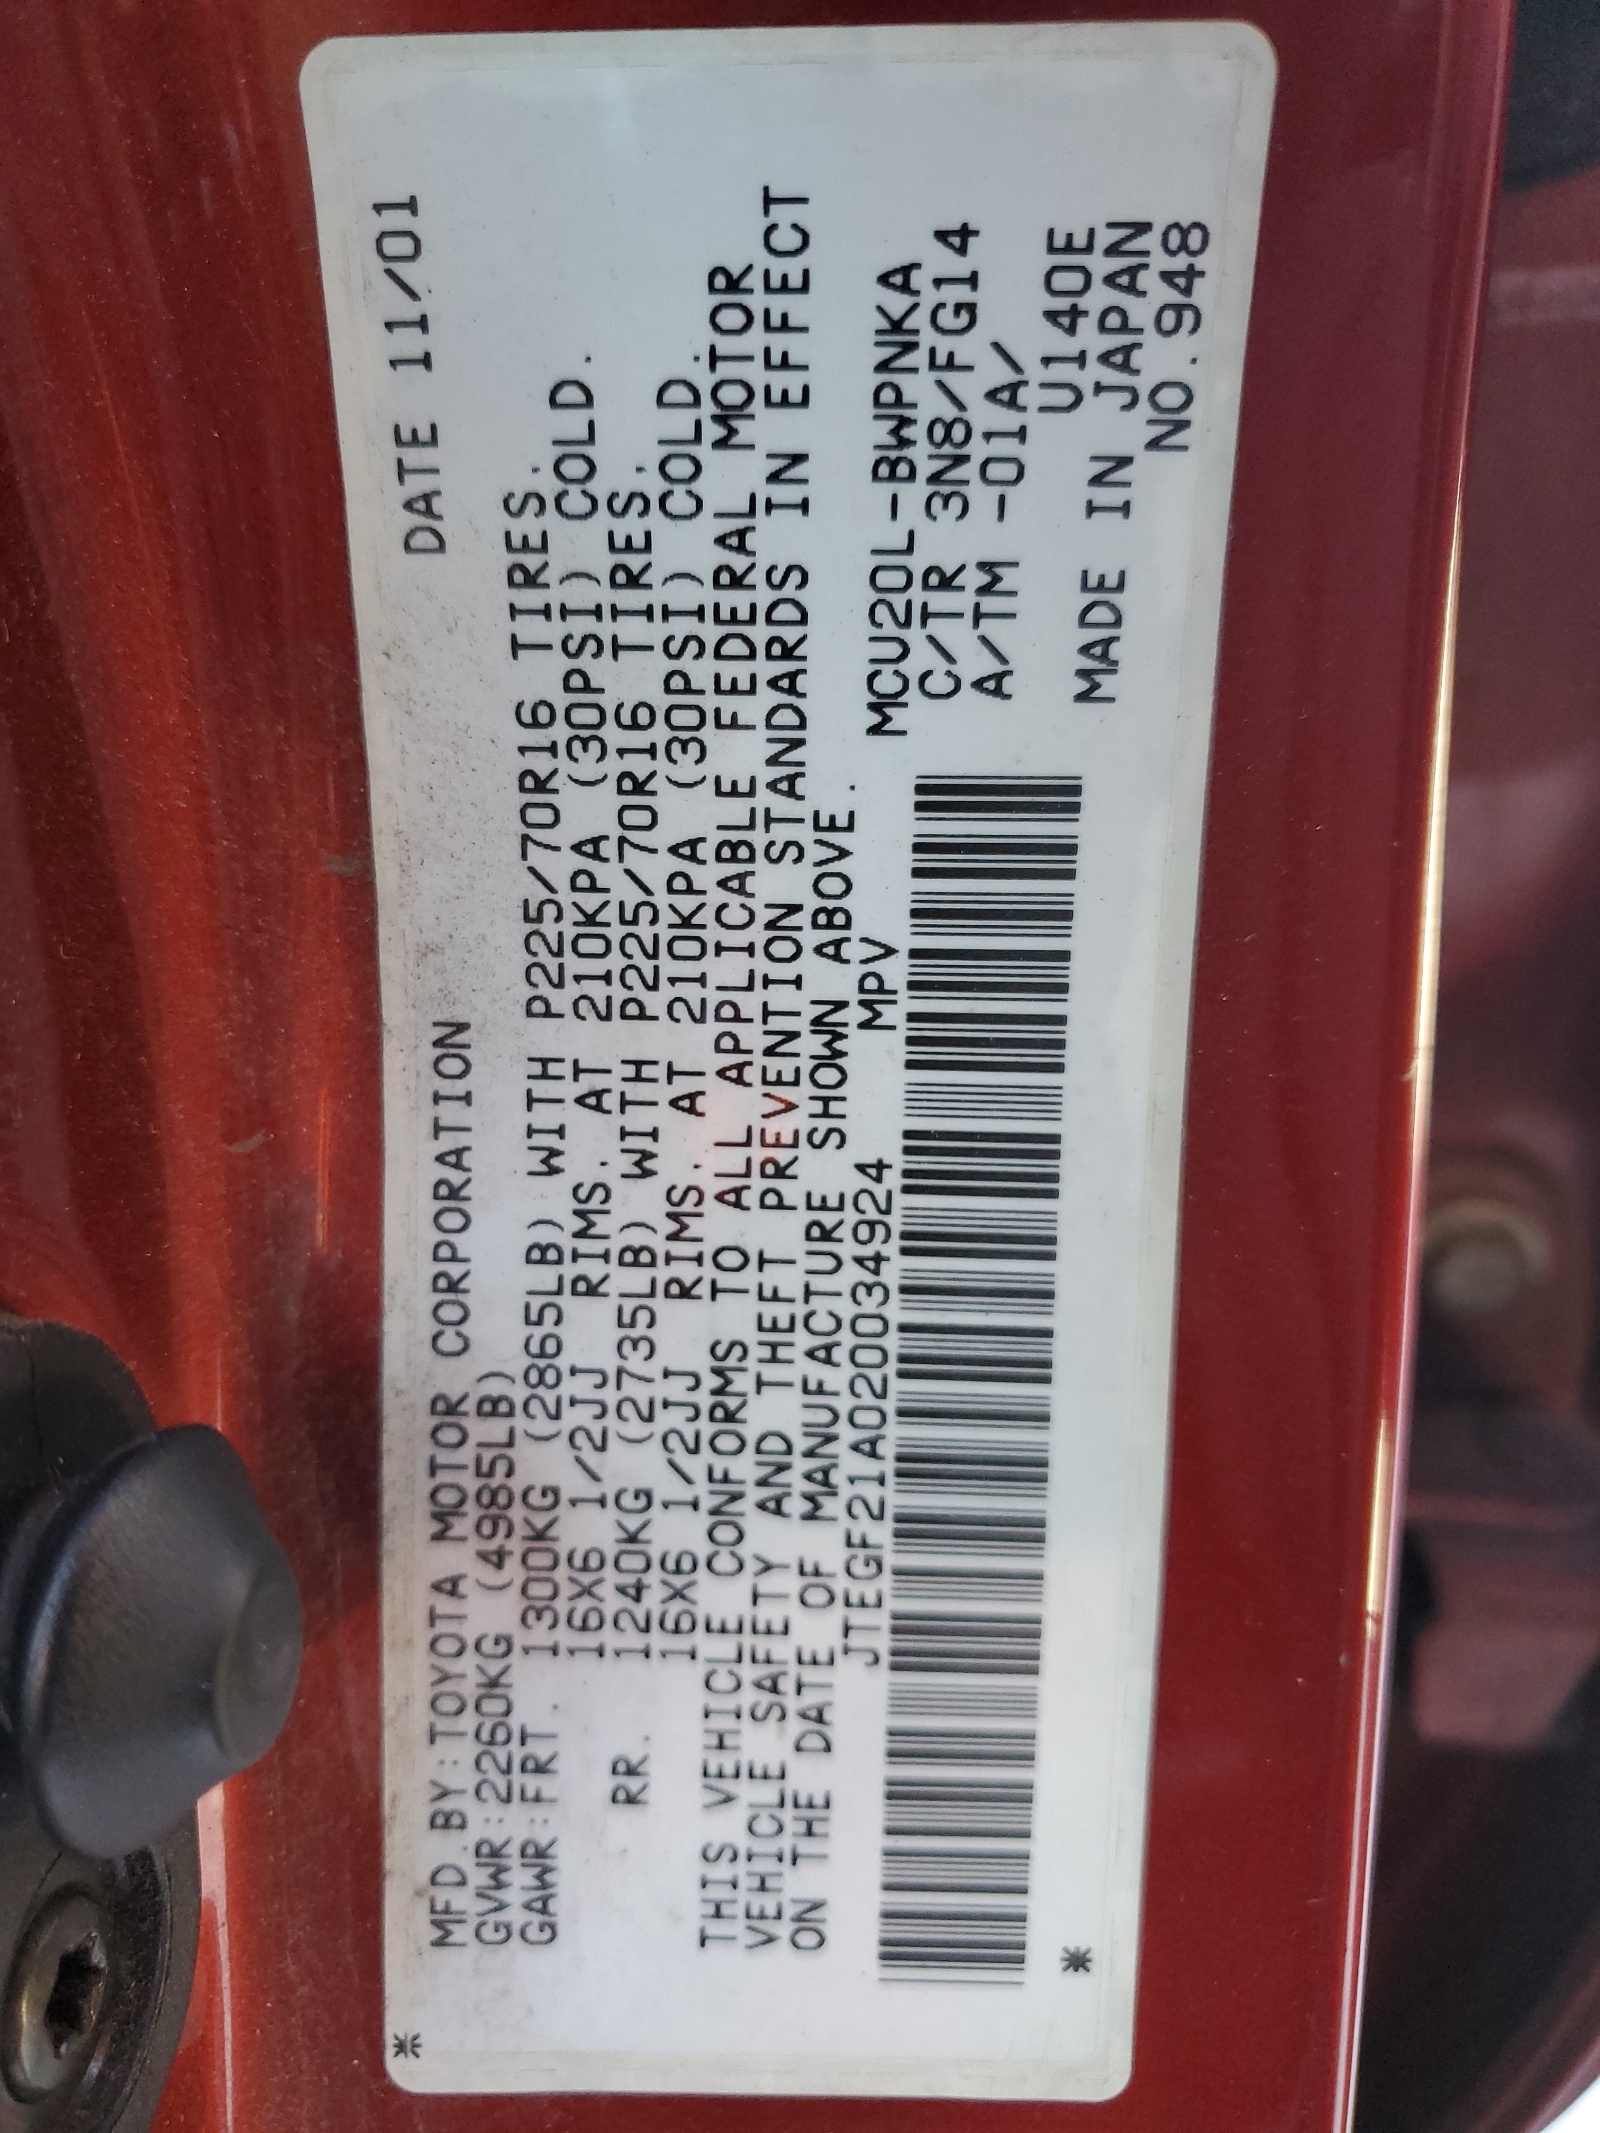 MFD.BY:TOYOTA MOTOR CORPORATION DATE 11/01
GVWR:2260KG (4985LB)
GAWR:FRT. 1300KG (2865LB) WITH P225/70R16 TIRES.
16X6 1/2JJ RIMS. AT 210KPA (30PSI) COLD.
RR. 1240KG (2735LB) WITH P225/70R16 TIRES.
16X6 1/2JJ RIMS. AT 210KPA (30PSI) COLD.
THIS VEHICLE CONFORMS TO ALL APPLICABLE FEDERAL MOTOR
VEHICLE SAFETY AND THEFT PREVENTION STANDARDS IN EFFECT
ON THE DATE OF MANUFACTURE SHOWN ABOVE.
JTEGF21A020034924 MPV
MCU20L-BWPNKA
C/TR 3N8/FG14
A/TM -01A/
U140E
MADE IN JAPAN
NO.948